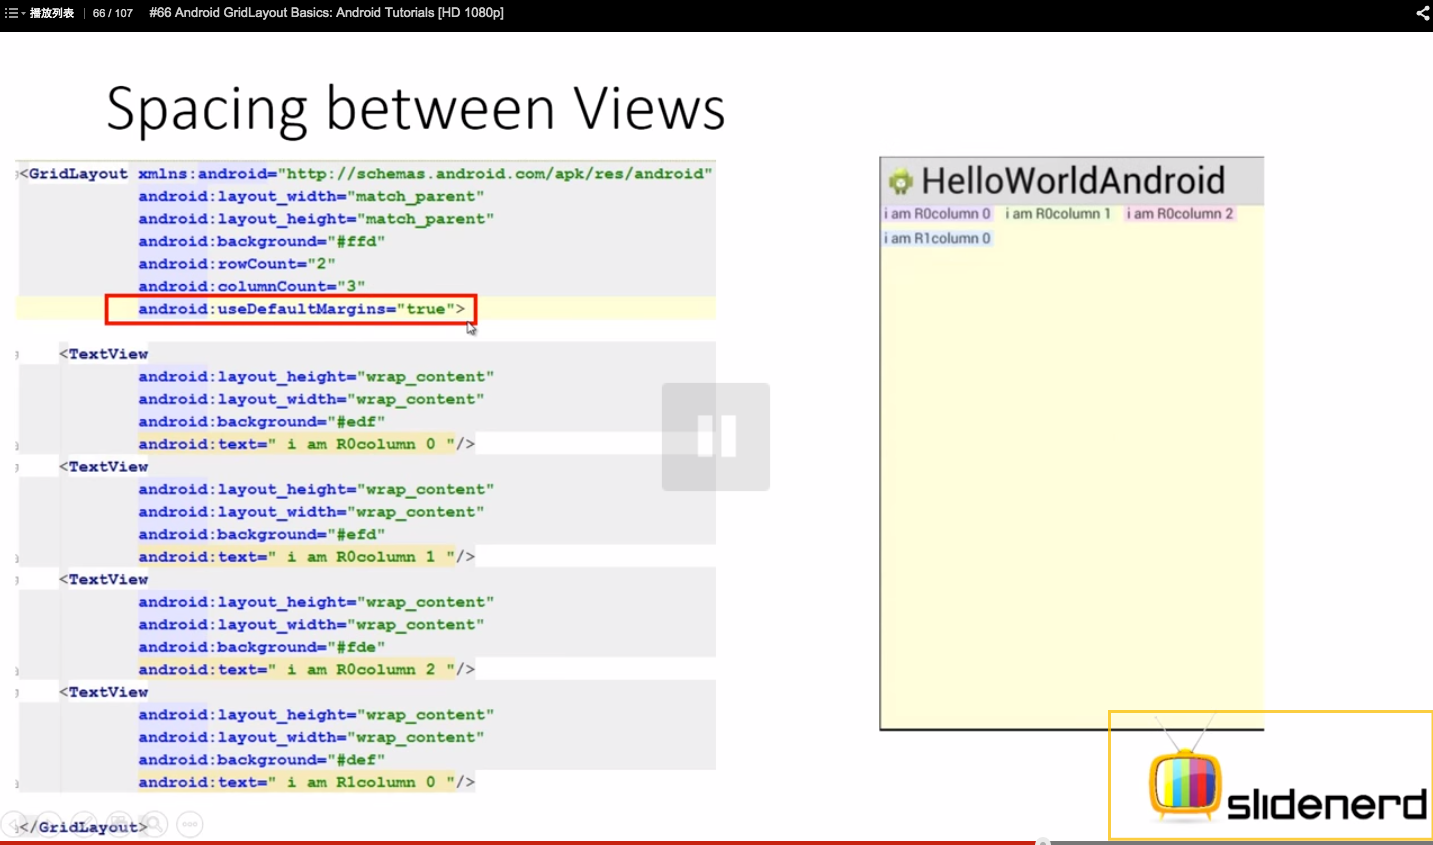 播放列表 | 66 / 107 #66 Android GridLayout Basics: Android Tutorials [HD 1080p]
Spacing between Views
<GridLayout xmlns:android="http://schemas.android.com/apk/res/android"
android:layout_width="match_parent"
android:layout_height="match_parent"
android:background="#ffd"
android:rowCount="2"
android:columnCount="3"
android:useDefaultMargins="true">
<TextView
android:layout_height="wrap_content"
android:layout_width="wrap_content"
android:background="#edf"
android:text=" i am R0column 0 "/>
<TextView
android:layout_height="wrap_content"
android:layout_width="wrap_content"
android:background="#efd"
android:text=" i am R0column 1 "/>
<TextView
android:layout_height="wrap_content"
android:layout_width="wrap_content"
android:background="#fde"
android:text=" i am R0column 2 "/>
<TextView
android:layout_height="wrap_content"
android:layout_width="wrap_content"
android:background="#def"
android:text=" i am R1column 0 "/>
</GridLayout>
HelloWorldAndroid
i am R0column 0 i am R0column 1 i am R0column 2
i am R1column 0
slidenerd